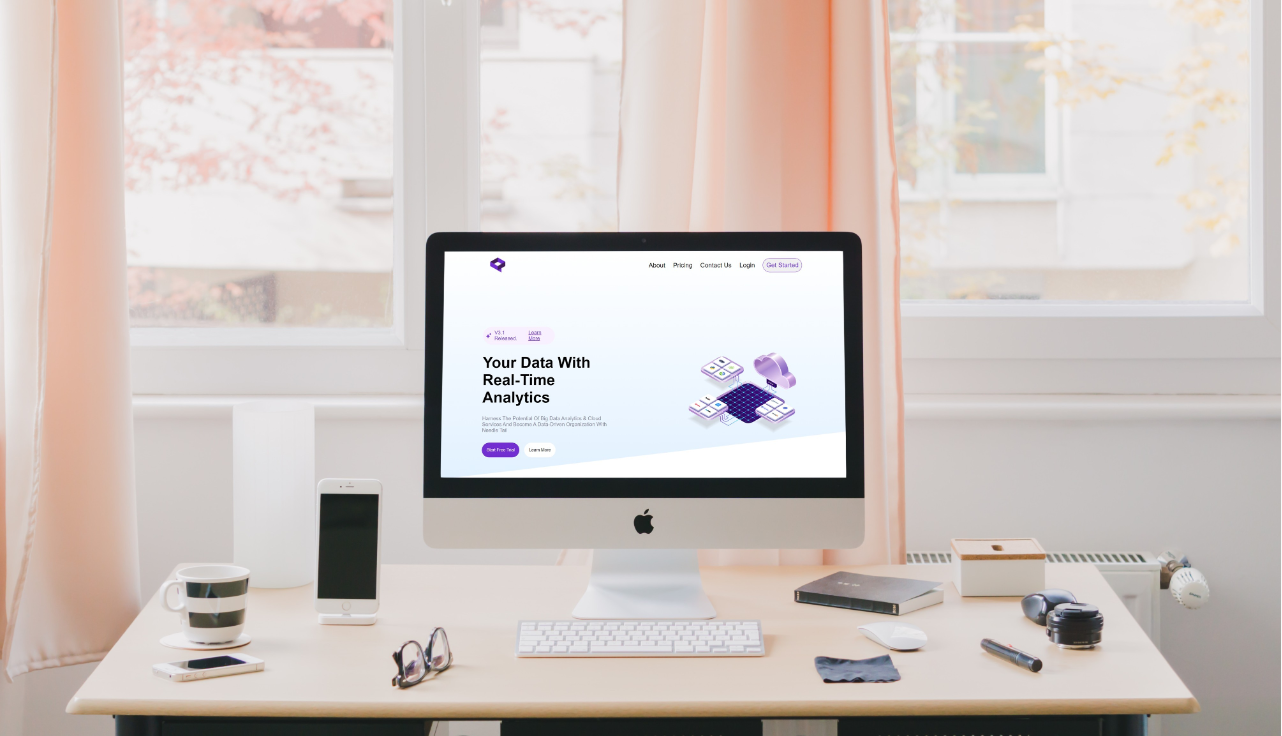 About Pricing Contact Us Login Get Started
V3.1 Learn
Released. More
Your Data With
Real-Time
Analytics
Harness The Potential Of Big Data Analytics & Cloud
Services And Become A Data-Driven Organization With
Needle Tail
Start Free Trial Learn More